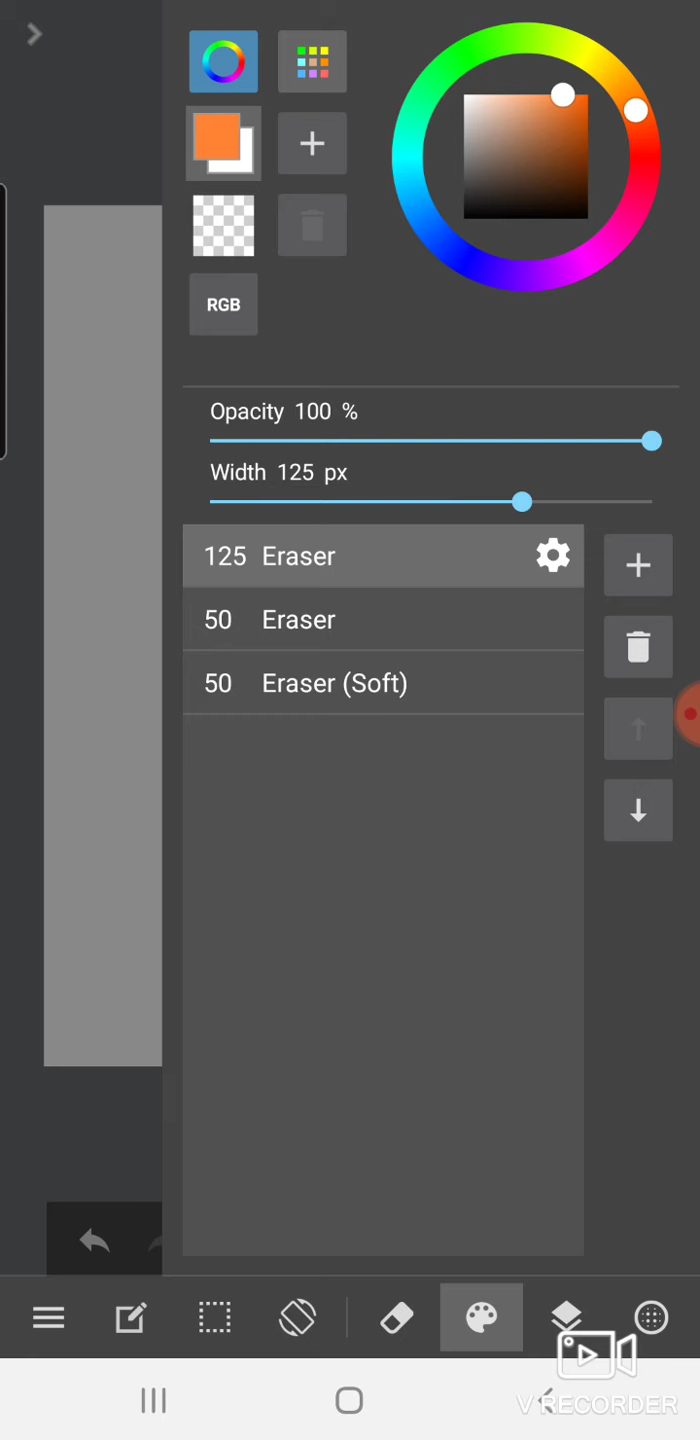 RGB
Opacity 100 %
Width 125 px
125 Eraser
50 Eraser
50 Eraser (Soft)
V RECORDER